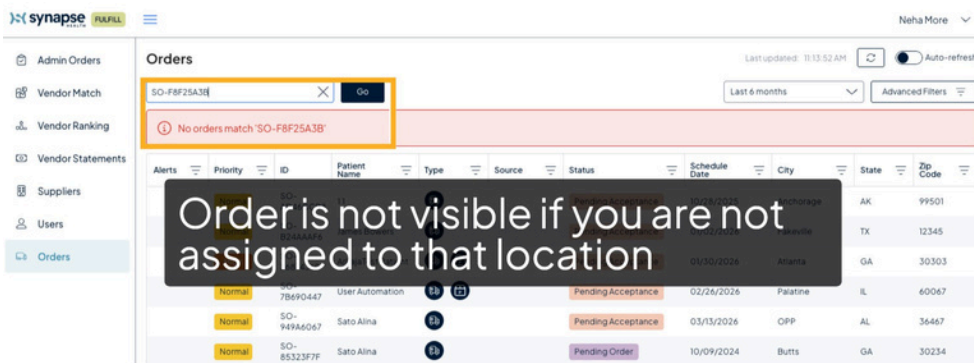 synapse HEALTH FULFILL
Neha More
Admin Orders
Vendor Match
Vendor Ranking
Vendor Statements
Suppliers
Users
Orders
Orders
Last updated: 11:13:52 AM
Auto-refresh
SO-F8F25A3B
Go
Last 6 months
Advanced Filters
No orders match 'SO-F8F25A3B'
Alerts Priority ID Patient Name Type Source Status Schedule Date City State Zip Code
Order is not visible if you are not
assigned to that location
AK 99501
TX 12345
GA 30303
Normal SO-7B690447 User Automation Pending Acceptance 02/26/2026 Palatine IL 60067
Normal SO-949A6067 Sato Alina Pending Acceptance 03/13/2026 OPP AL 36467
Normal SO-85323F7F Sato Alina Pending Order 10/09/2024 Butts GA 30234